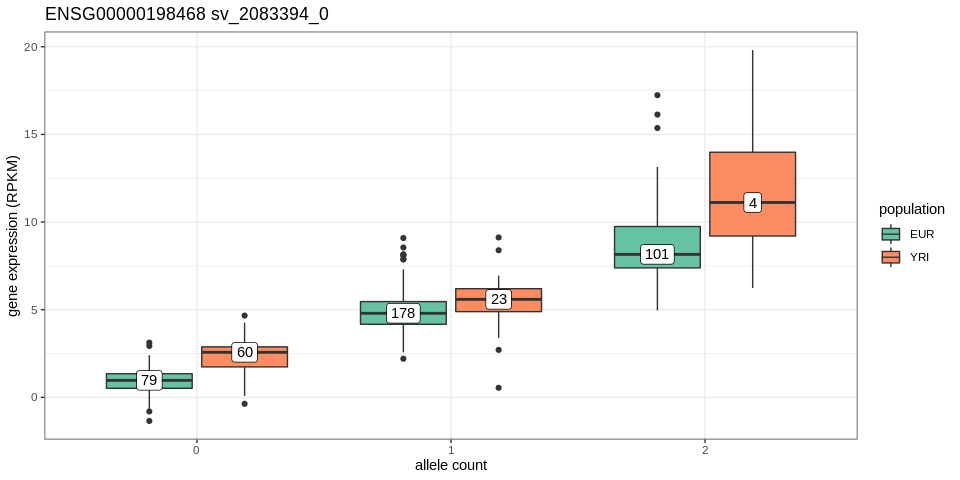 ENSG00000198468 sv_2083394_0
gene expression (RPKM)
20
15
10
5
0
79
60
178
23
101
4
0 1 2
allele count
population
EUR
YRI